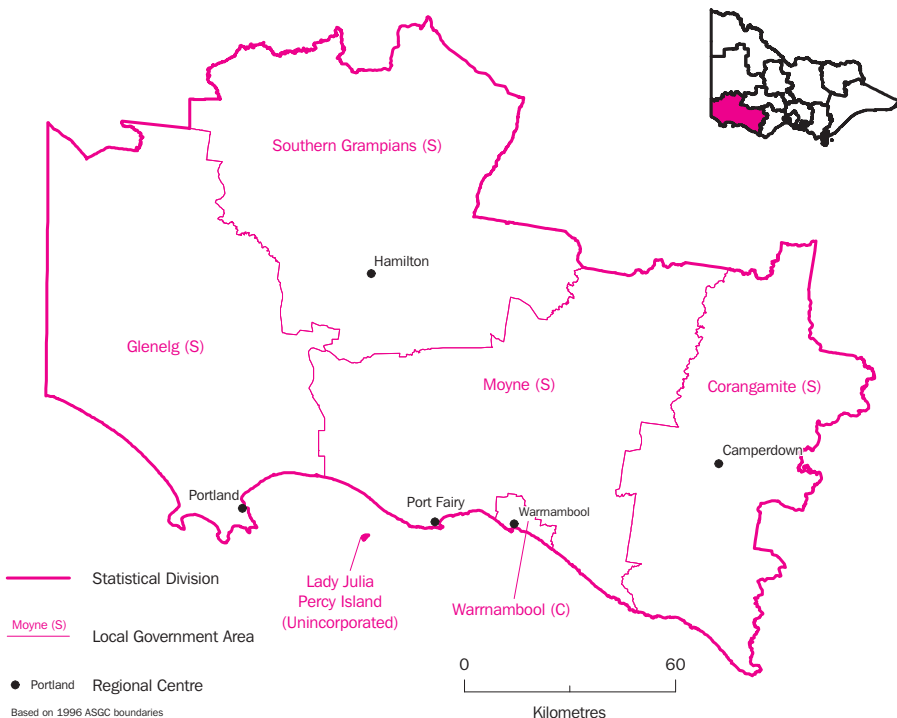 Southern Grampians (S)
Hamilton
Glenelg (S)
Moyne (S)
Corangamite (S)
Camperdown
Portland
Port Fairy
Warnambool
Lady Julia
Percy Island
(Unincorporated)
Warrnambool (C)
Statistical Division
Moyne (S)
Local Government Area
Portland
Regional Centre
Based on 1996 ASGC boundaries
0
60
Kilometres